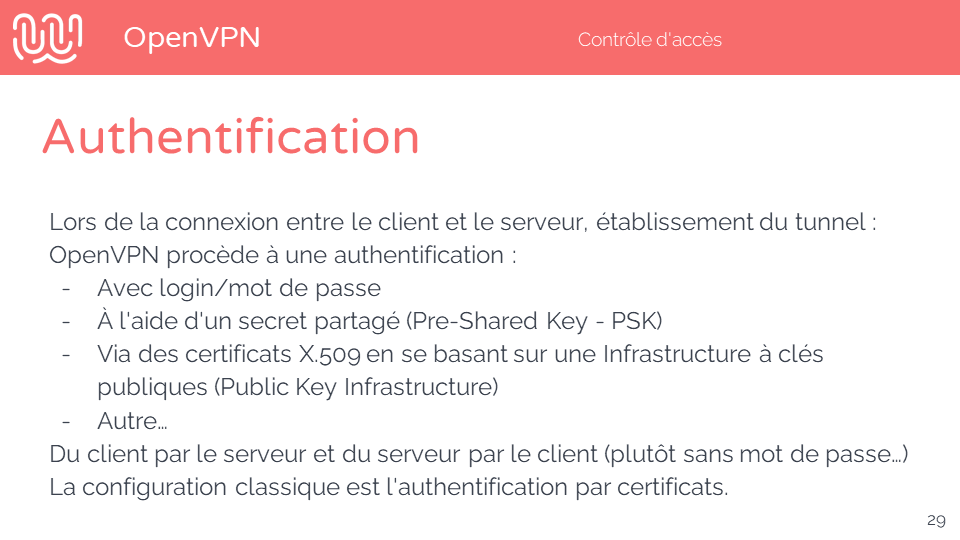 OpenVPN
Contrôle d'accès
Authentification
Lors de la connexion entre le client et le serveur, établissement du tunnel :
OpenVPN procède à une authentification :
- Avec login/mot de passe
- À l'aide d'un secret partagé (Pre-Shared Key - PSK)
- Via des certificats X.509 en se basant sur une Infrastructure à clés
publiques (Public Key Infrastructure)
- Autre…
Du client par le serveur et du serveur par le client (plutôt sans mot de passe…)
La configuration classique est l'authentification par certificats.
29